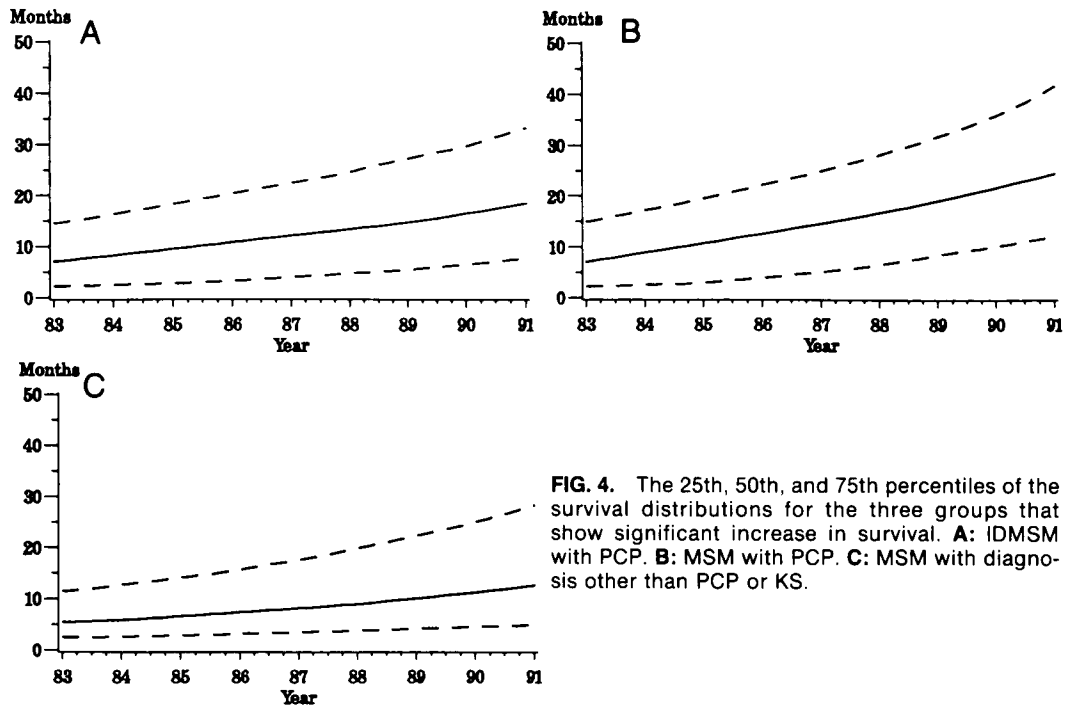 Months
A
50
40
30
20
10
0
83 84 85 86 87 88 89 90 91
Year
Months
B
50
40
30
20
10
0
83 84 85 86 87 88 89 90 91
Year
Months
C
50
40
30
20
10
0
83 84 85 86 87 88 89 90 91
Year
FIG. 4. The 25th, 50th, and 75th percentiles of the
survival distributions for the three groups that
show significant increase in survival. A: IDMSM
with PCP. B: MSM with PCP. C: MSM with diagno-
sis other than PCP or KS.